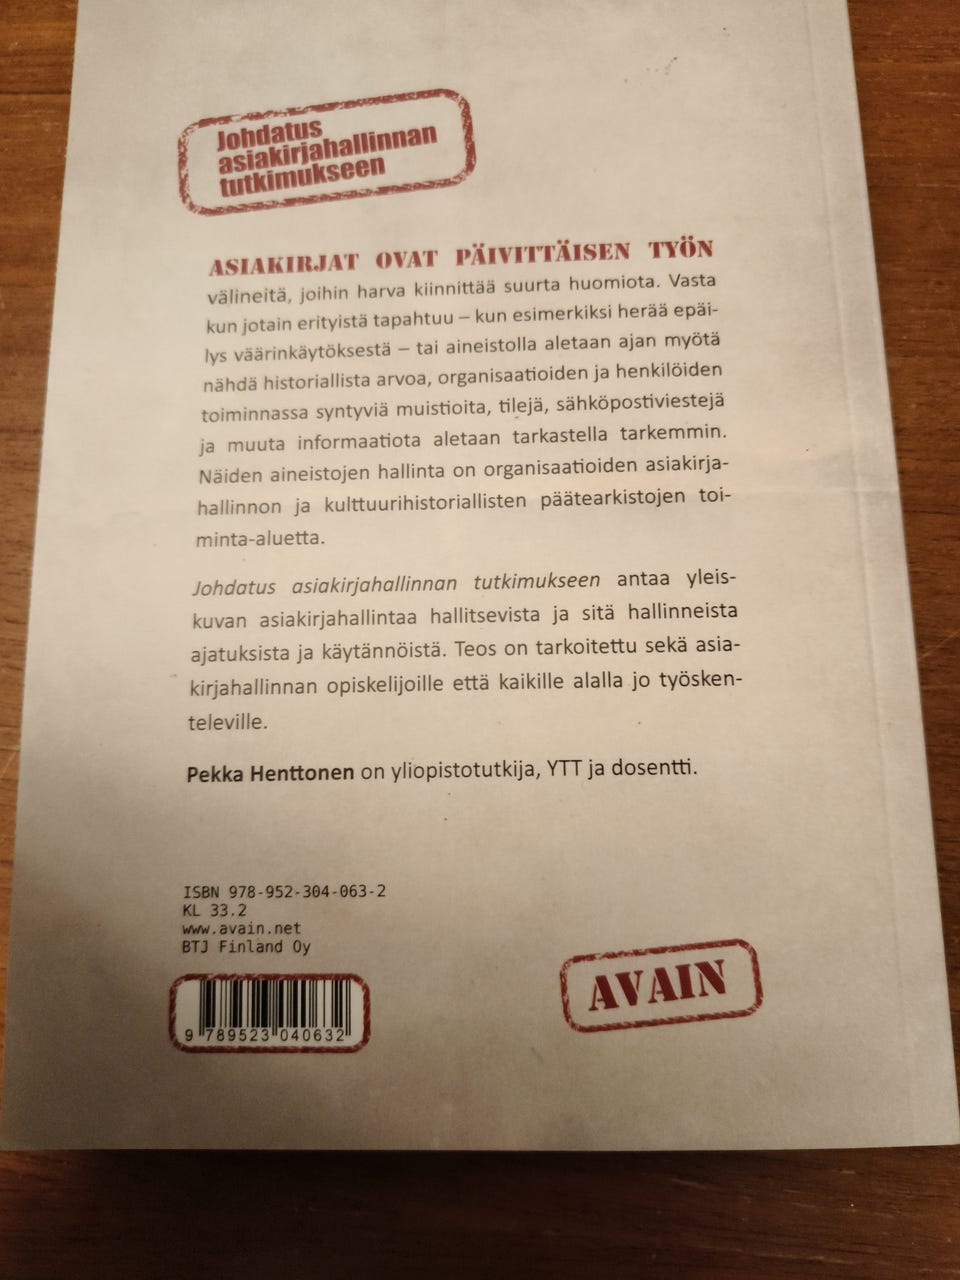 Johdatus
asiakirjahallinnan
tutkimukseen
ASIAKIRJAT OVAT PÄIVITTÄISEN TYÖN
välineitä, joihin harva kiinnittää suurta huomiota. Vasta
kun jotain erityistä tapahtuu – kun esimerkiksi herää epäi-
lys väärinkäytöksestä – tai aineistolla aletaan ajan myötä
nähdä historiallista arvoa, organisaatioiden ja henkilöiden
toiminnassa syntyviä muistioita, tilejä, sähköpostiviestejä
ja muuta informaatiota aletaan tarkastella tarkemmin.
Näiden aineistojen hallinta on organisaatioiden asiakirja-
hallinnon ja kulttuurihistoriallisten päätearkistojen toi-
minta-aluetta.
Johdatus asiakirjahallinnan tutkimukseen antaa yleis-
kuvan asiakirjahallintaa hallitsevista ja sitä hallinneista
ajatuksista ja käytännöistä. Teos on tarkoitettu sekä asia-
kirjahallinnan opiskelijoille että kaikille alalla jo työsken-
televille.
Pekka Henttonen on yliopistotutkija, YTT ja dosentti.
ISBN 978-952-304-063-2
KL 33.2
www.avain.net
BTJ Finland Oy
AVAIN
9 789523 040632